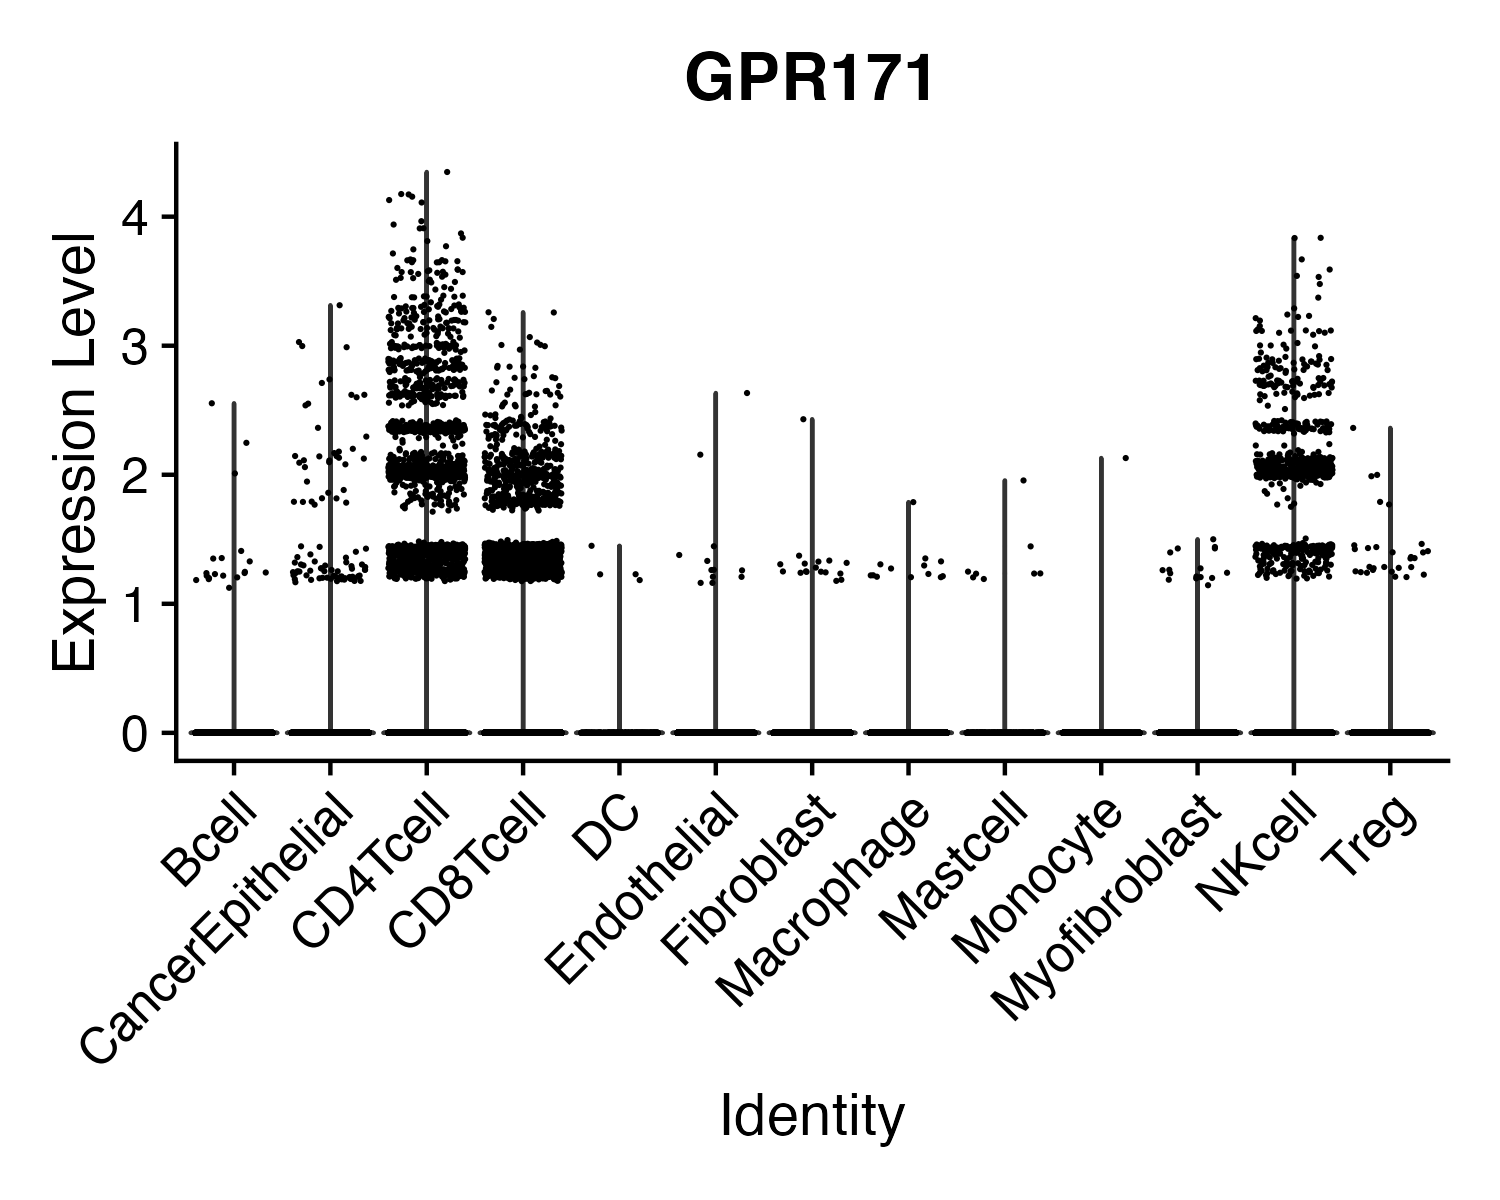 GPR171
Expression Level
4
3
2
1
0
Bcell
CancerEpithelial
CD4Tcell
CD8Tcell
DC
Endothelial
Fibroblast
Macrophage
Mastcell
Monocyte
Myofibroblast
NKcell
Treg
Identity